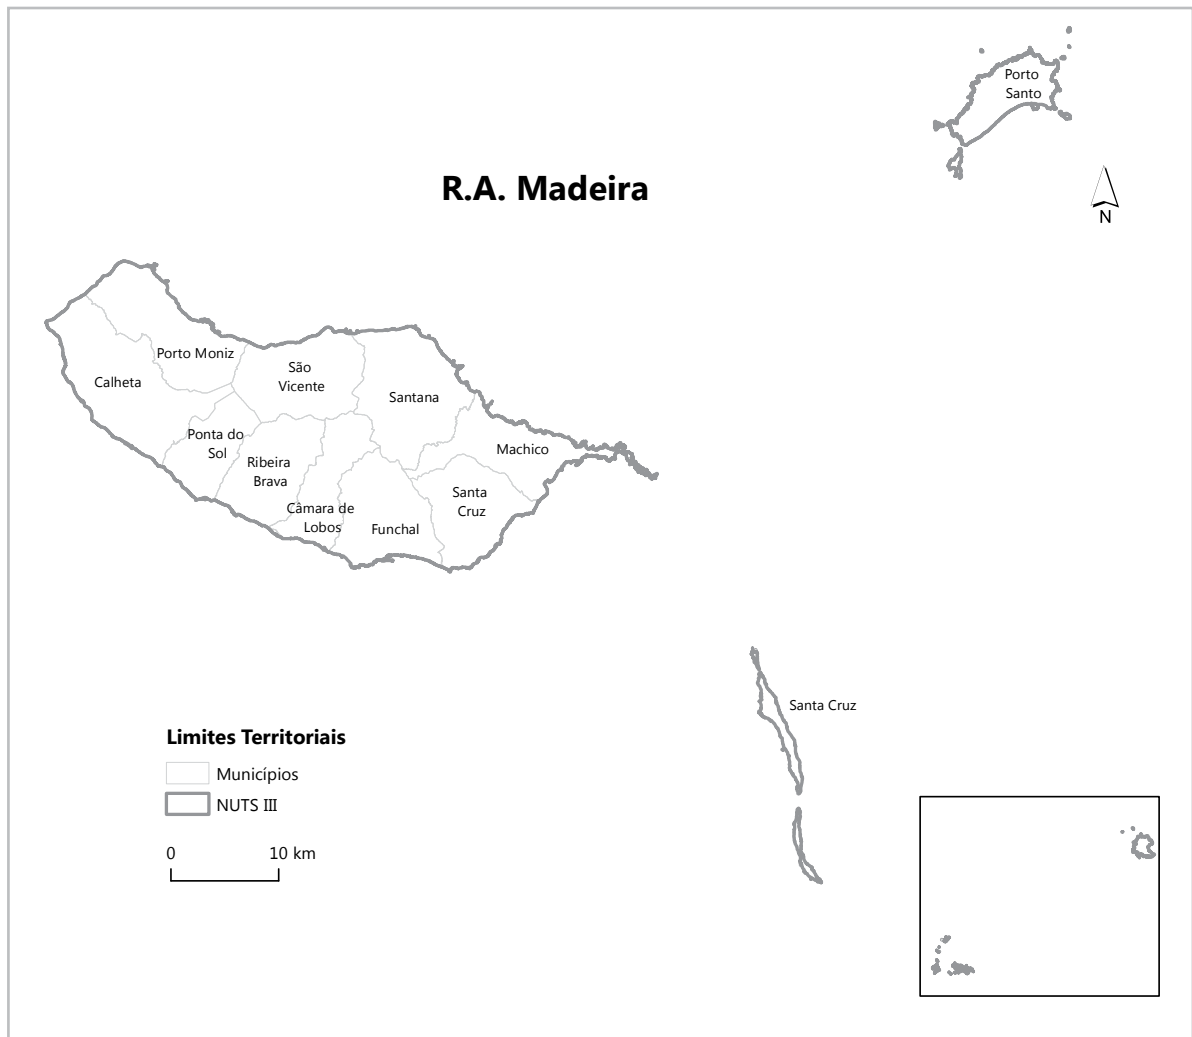 Porto
Santo
R.A. Madeira
N
Porto Moniz
São
Vicente
Calheta
Santana
Ponta do
Sol
Machico
Ribeira
Brava
Santa
Cruz
Câmara de
Lobos
Funchal
Santa Cruz
Limites Territoriais
Municípios
NUTS III
0 10 km